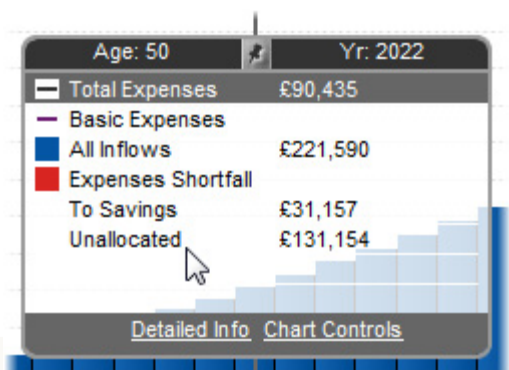 Age: 50 Yr: 2022
Total Expenses £90,435
Basic Expenses
All Inflows £221,590
Expenses Shortfall
To Savings £31,157
Unallocated £131,154
Detailed Info Chart Controls